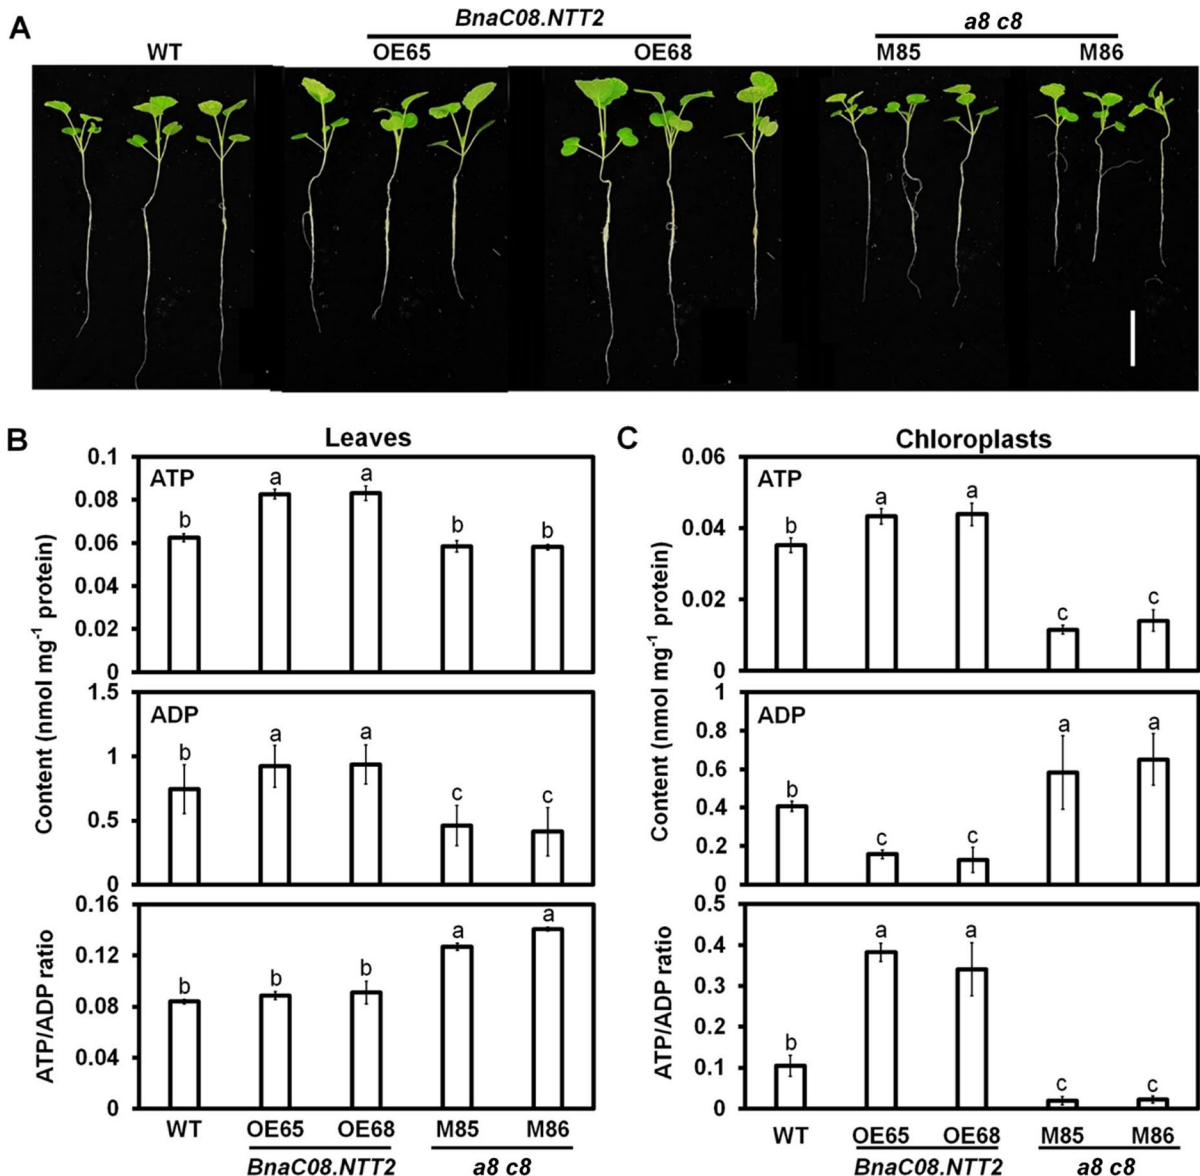 A
BnaC08.NTT2
a8 c8
WT
OE65
OE68
M85
M86
B
Leaves
0.1
ATP
0.08
0.06
0.04
0.02
0
b
a
a
b
b
1.5
ADP
1
0.5
0
b
a
a
c
c
0.16
0.12
0.08
0.04
0
b
b
b
a
a
Content (nmol mg⁻¹ protein)
ATP/ADP ratio
WT
OE65
OE68
M85
M86
BnaC08.NTT2
a8 c8
C
Chloroplasts
0.06
ATP
0.04
0.02
0
b
a
a
c
c
1
ADP
0.8
0.6
0.4
0.2
0
b
c
c
a
a
0.5
0.4
0.3
0.2
0.1
0
b
a
a
c
c
Content (nmol mg⁻¹ protein)
ATP/ADP ratio
WT
OE65
OE68
M85
M86
BnaC08.NTT2
a8 c8